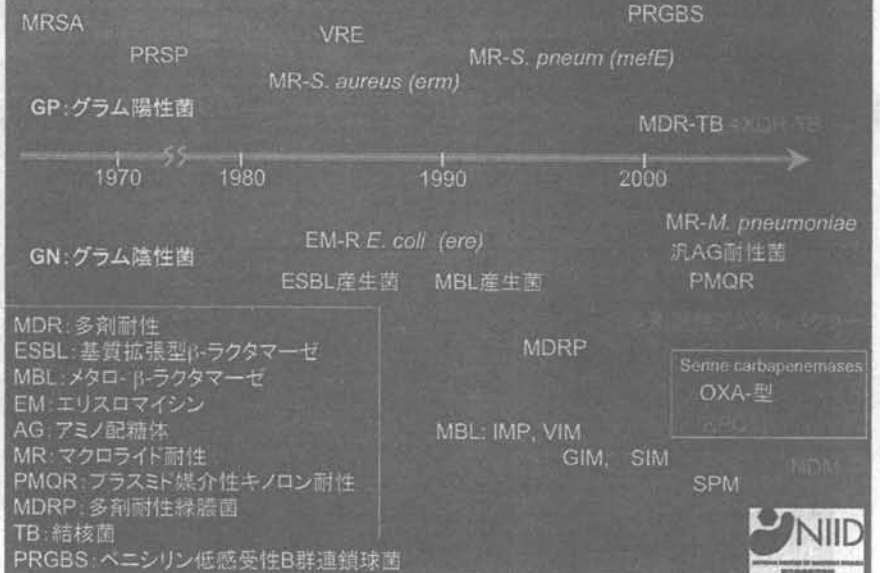 MRSA
PRSP
VRE
PRGBS
MR-S. pneum (mefE)
MR-S. aureus (erm)
GP:グラム陽性菌
MDR-TB
1970 1980 1990 2000
GN:グラム陰性菌
EM-R E. coli (ere)
MR-M. pneumoniae
汎AG耐性菌
ESBL産生菌 MBL産生菌 PMQR
MDRP
Serine carbapenemases
OXA-型
MBL: IMP, VIM
GIM, SIM
NDM
SPM
MDR:多剤耐性
ESBL:基質拡張型β-ラクタマーゼ
MBL:メタロ-β-ラクタマーゼ
EM:エリスロマイシン
AG:アミノ配糖体
MR:マクロライド耐性
PMQR:プラスミド媒介性キノロン耐性
MDRP:多剤耐性緑膿菌
TB:結核菌
PRGBS:ペニシリン低感受性B群連鎖球菌
NIID